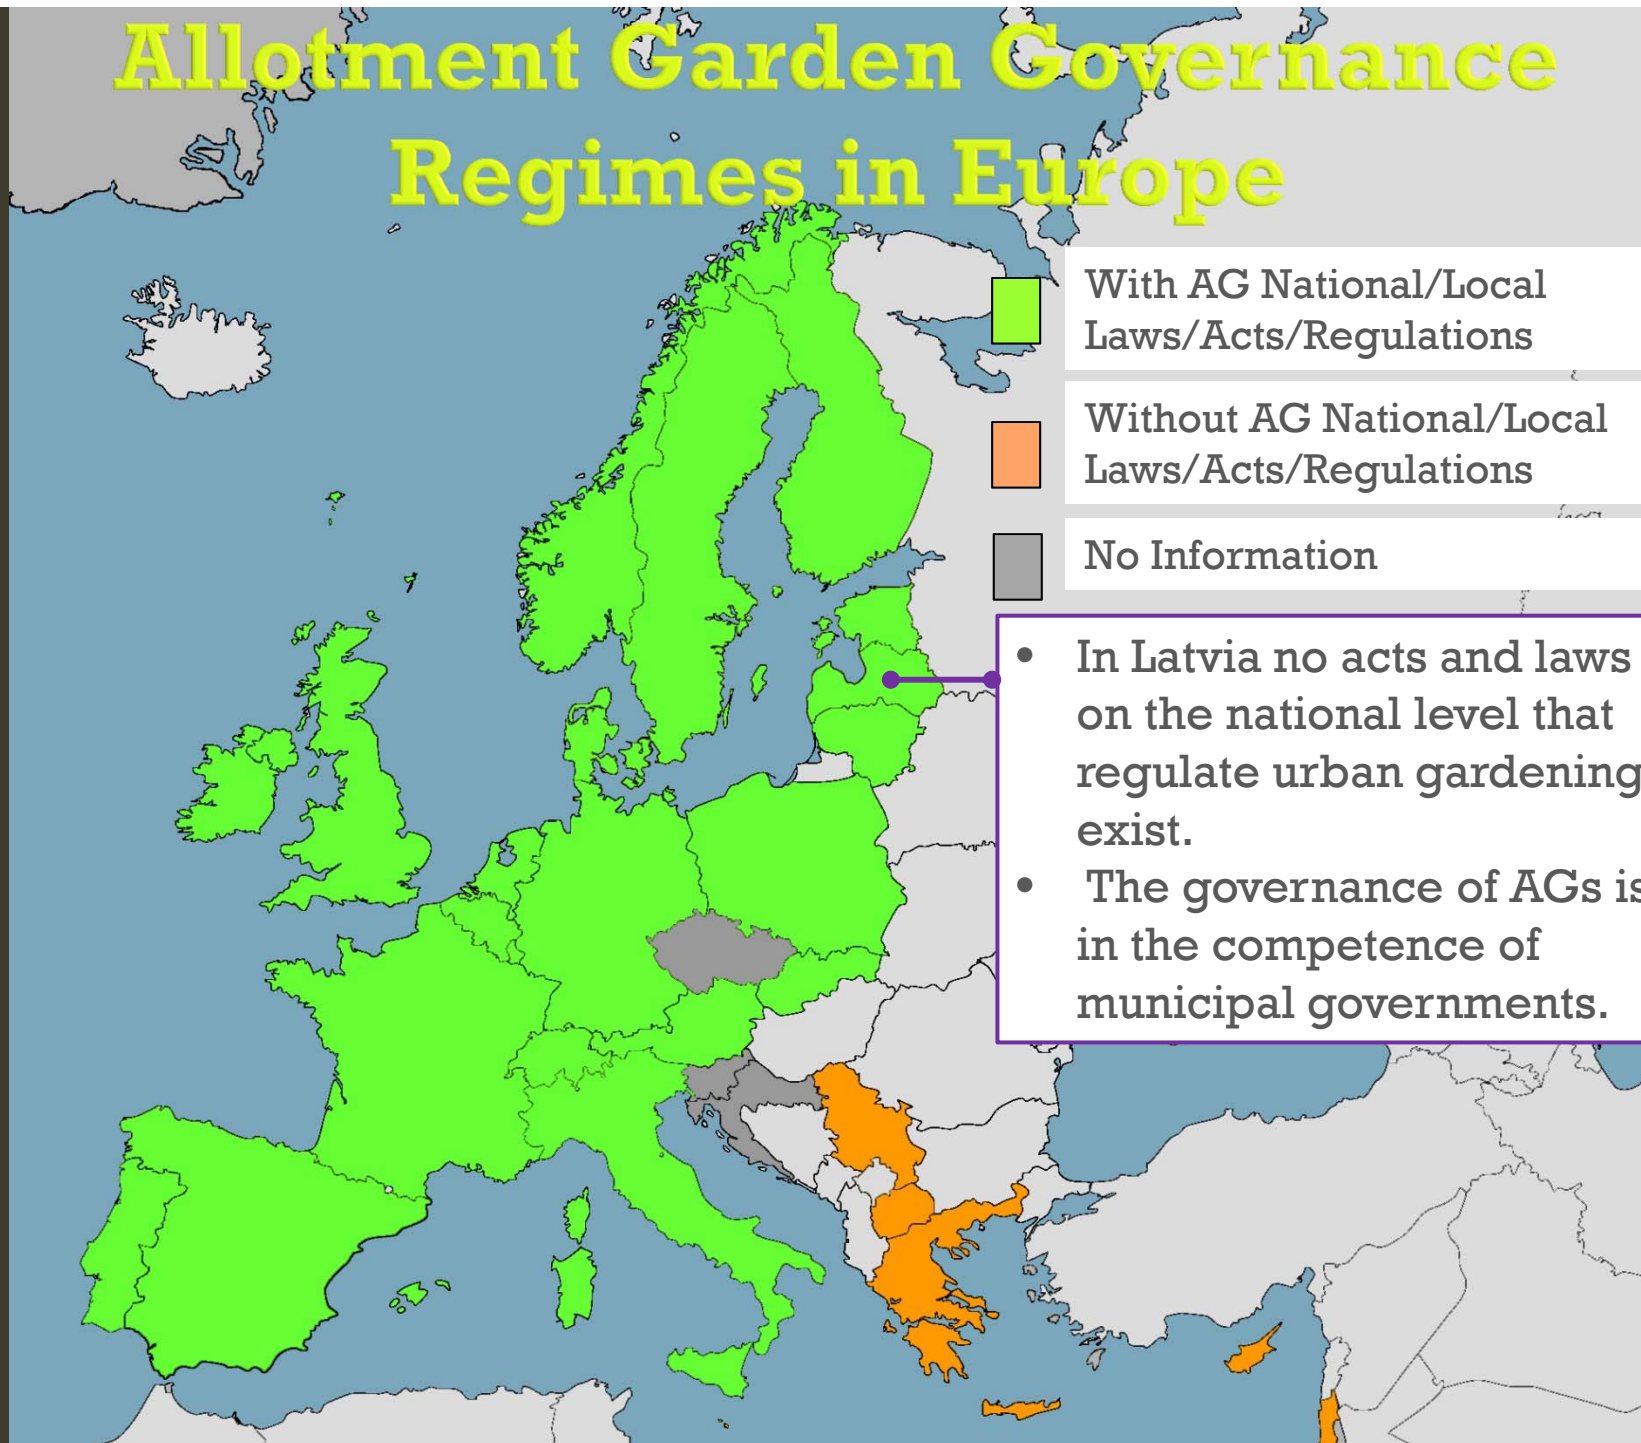 Allotment Garden Governance
Regimes in Europe
With AG National/Local
Laws/Acts/Regulations
Without AG National/Local
Laws/Acts/Regulations
No Information
• In Latvia no acts and laws
on the national level that
regulate urban gardening
exist.
• The governance of AGs is
in the competence of
municipal governments.